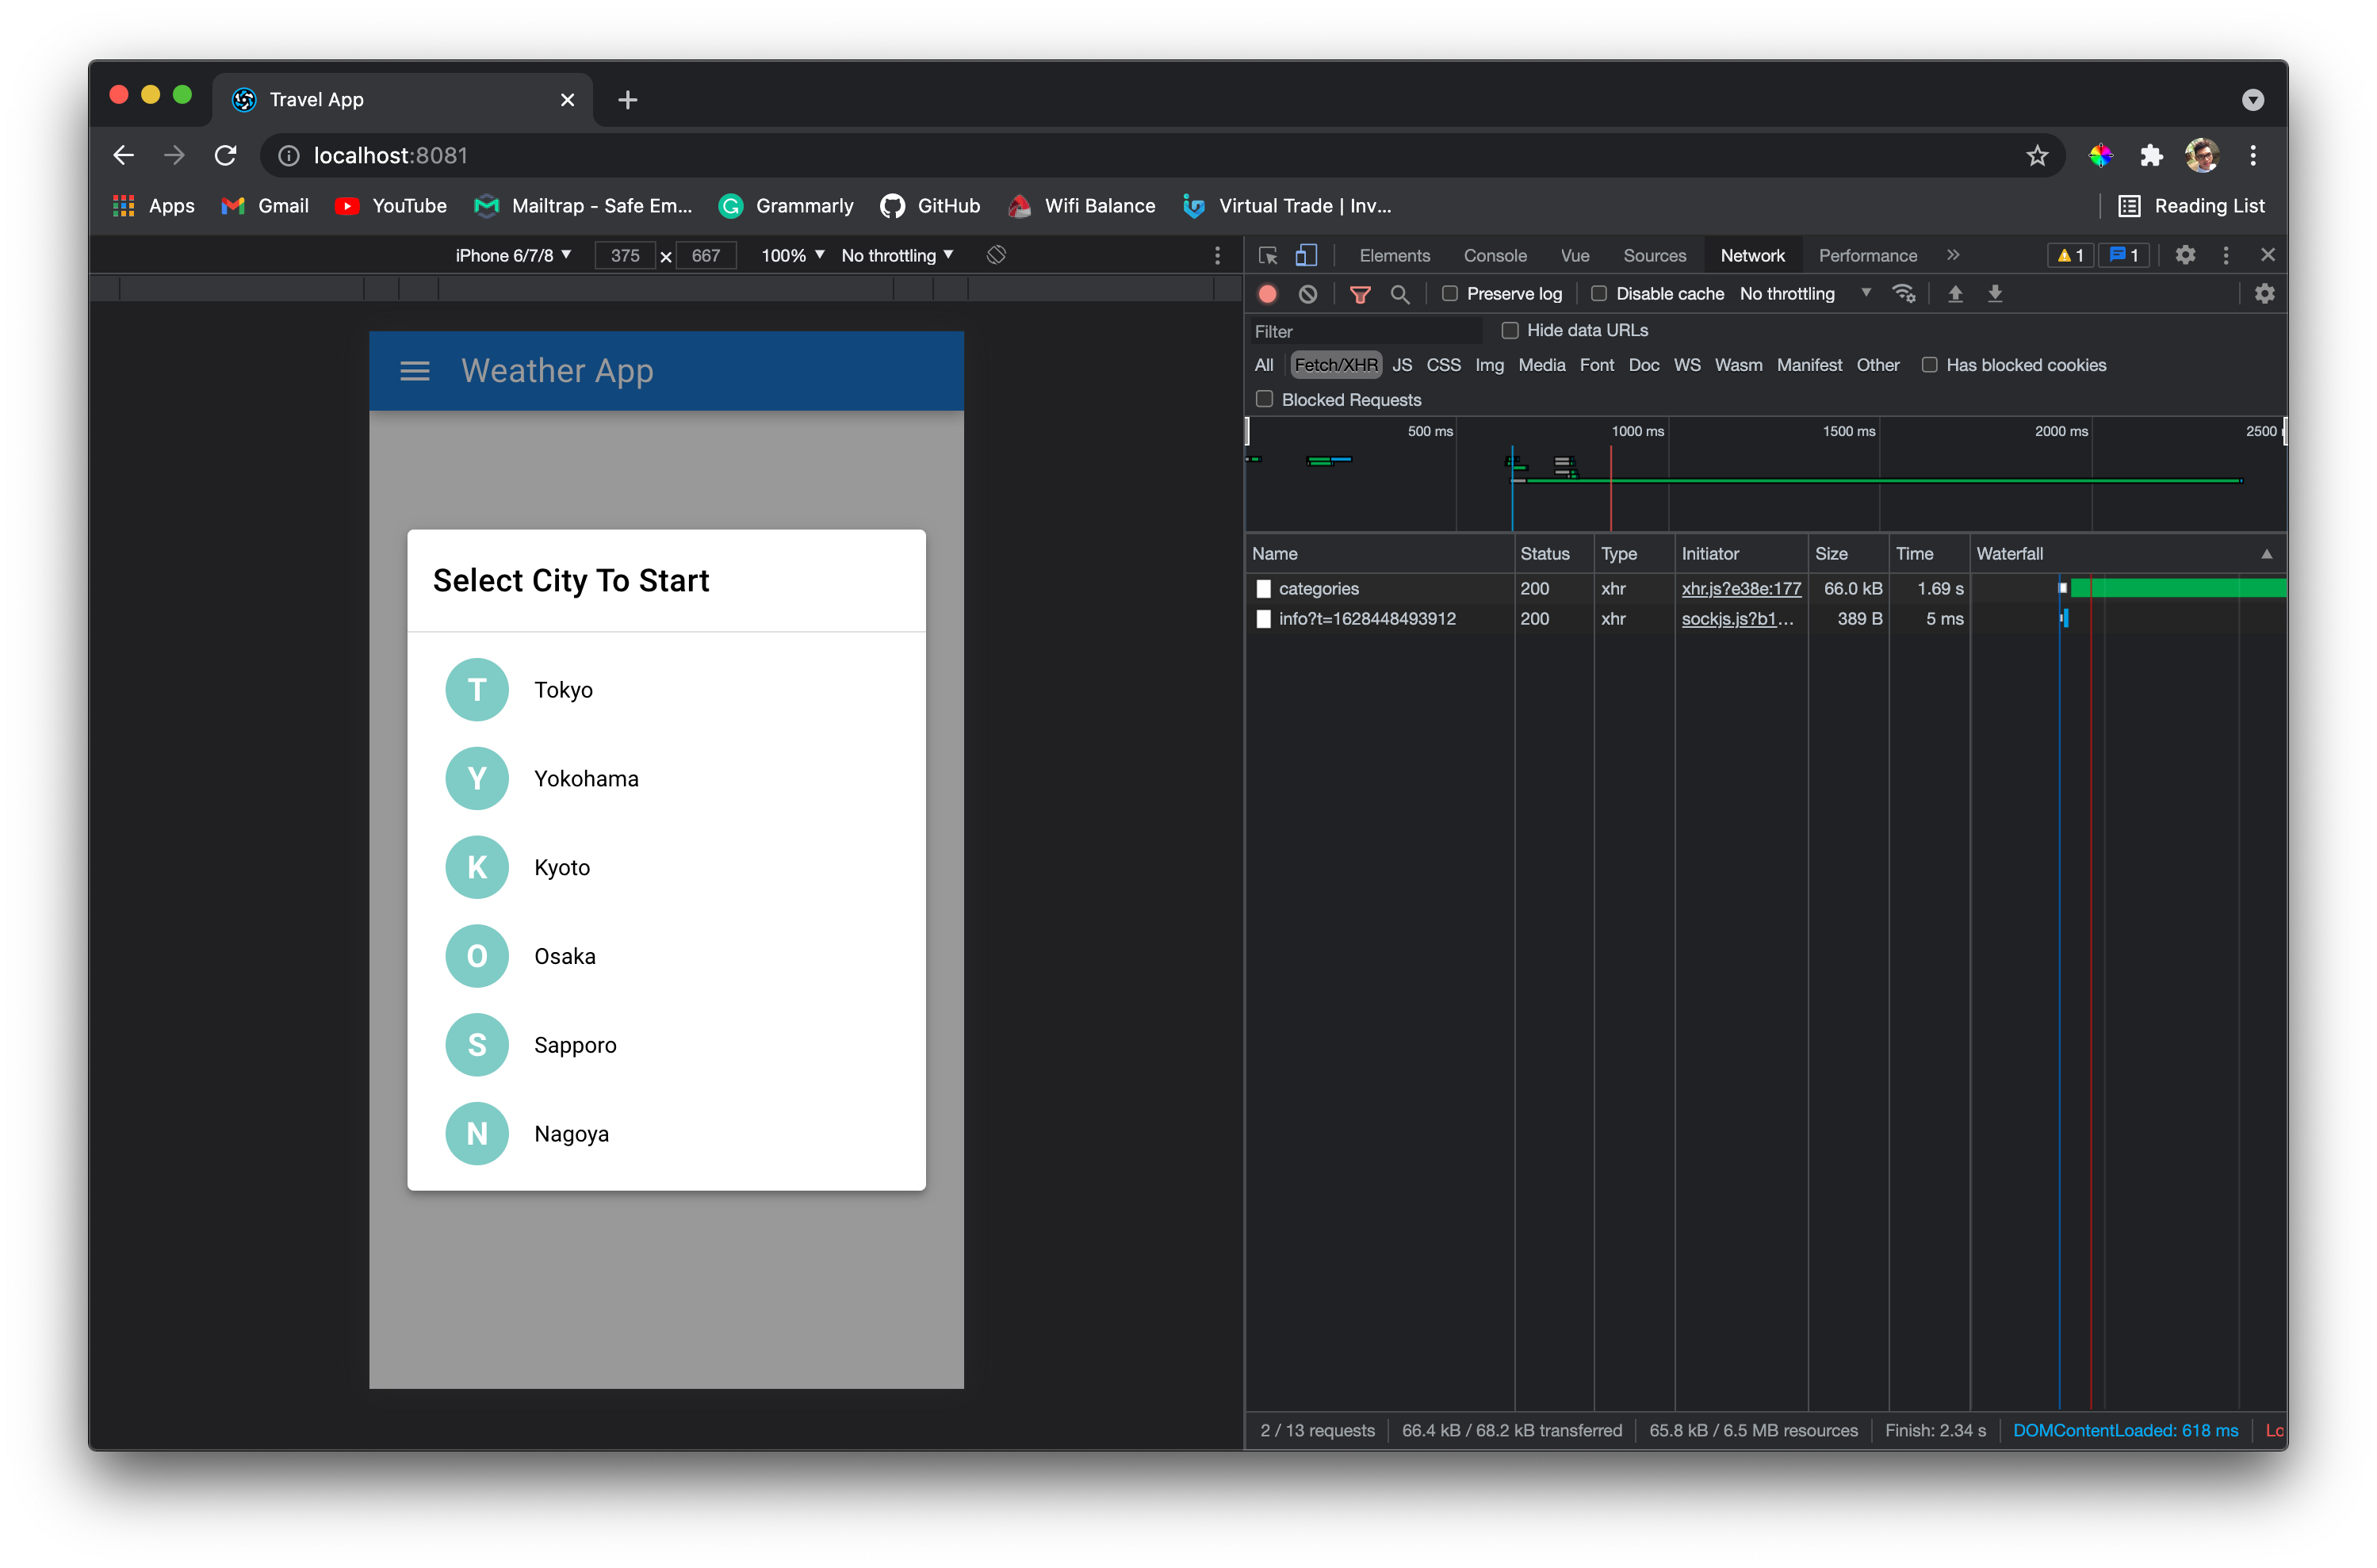 Travel App
localhost:8081
Apps Gmail YouTube Mailtrap - Safe Em... Grammarly GitHub Wifi Balance Virtual Trade | Inv... Reading List
iPhone 6/7/8 ▼ 375 × 667 100% ▼ No throttling ▼
Weather App
Select City To Start
T Tokyo
Y Yokohama
K Kyoto
O Osaka
S Sapporo
N Nagoya
Elements Console Vue Sources Network Performance » 1 1
Preserve log Disable cache No throttling ▼
Filter Hide data URLs
All Fetch/XHR JS CSS Img Media Font Doc WS Wasm Manifest Other Has blocked cookies
Blocked Requests
500 ms 1000 ms 1500 ms 2000 ms 2500
Name Status Type Initiator Size Time Waterfall
categories 200 xhr xhr.js?e38e:177 66.0 kB 1.69 s
info?t=1628448493912 200 xhr sockjs.js?b1... 389 B 5 ms
2 / 13 requests 66.4 kB / 68.2 kB transferred 65.8 kB / 6.5 MB resources Finish: 2.34 s DOMContentLoaded: 618 ms Lo